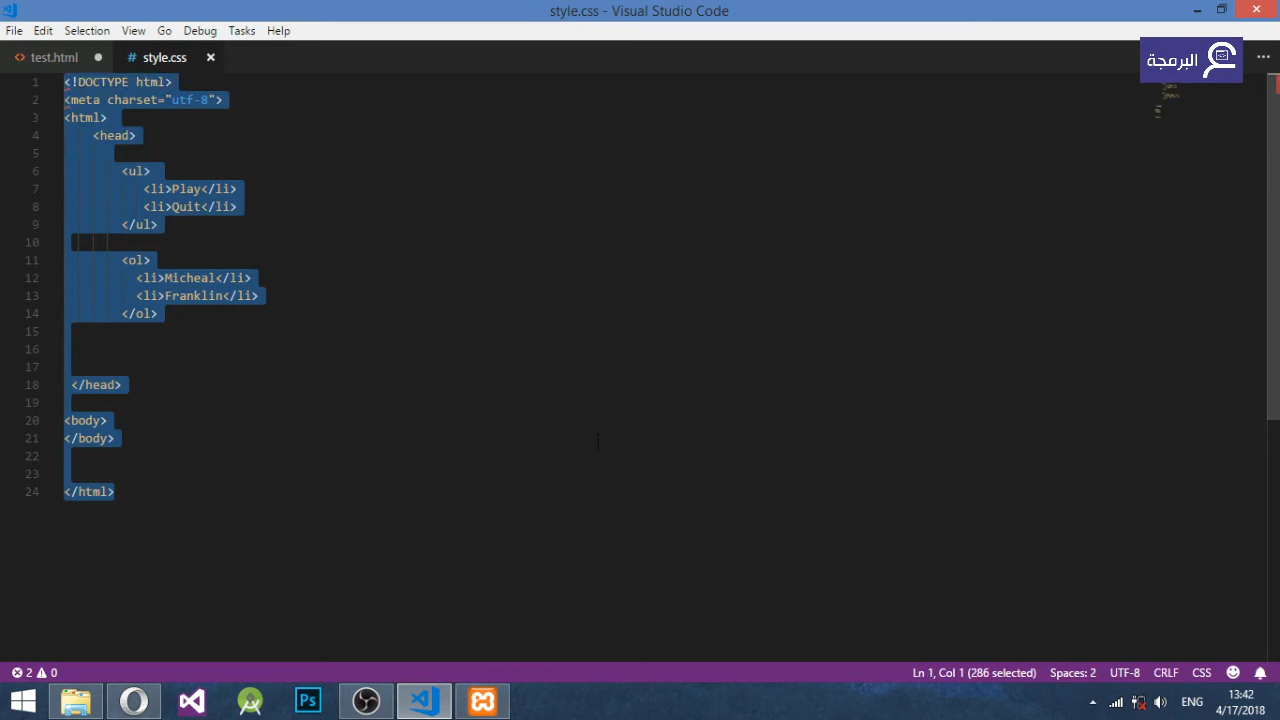 style.css - Visual Studio Code
File Edit Selection View Go Debug Tasks Help
test.html style.css
البرمجة
1 <!DOCTYPE html>
2 <meta charset="utf-8">
3 <html>
4 <head>
5
6 <ul>
7 <li>Play</li>
8 <li>Quit</li>
9 </ul>
10
11 <ol>
12 <li>Micheal</li>
13 <li>Franklin</li>
14 </ol>
15
16
17
18 </head>
19
20 <body>
21 </body>
22
23
24 </html>
2 0 Ln 1, Col 1 (286 selected) Spaces: 2 UTF-8 CRLF CSS
Ps ENG 13:42
4/17/2018